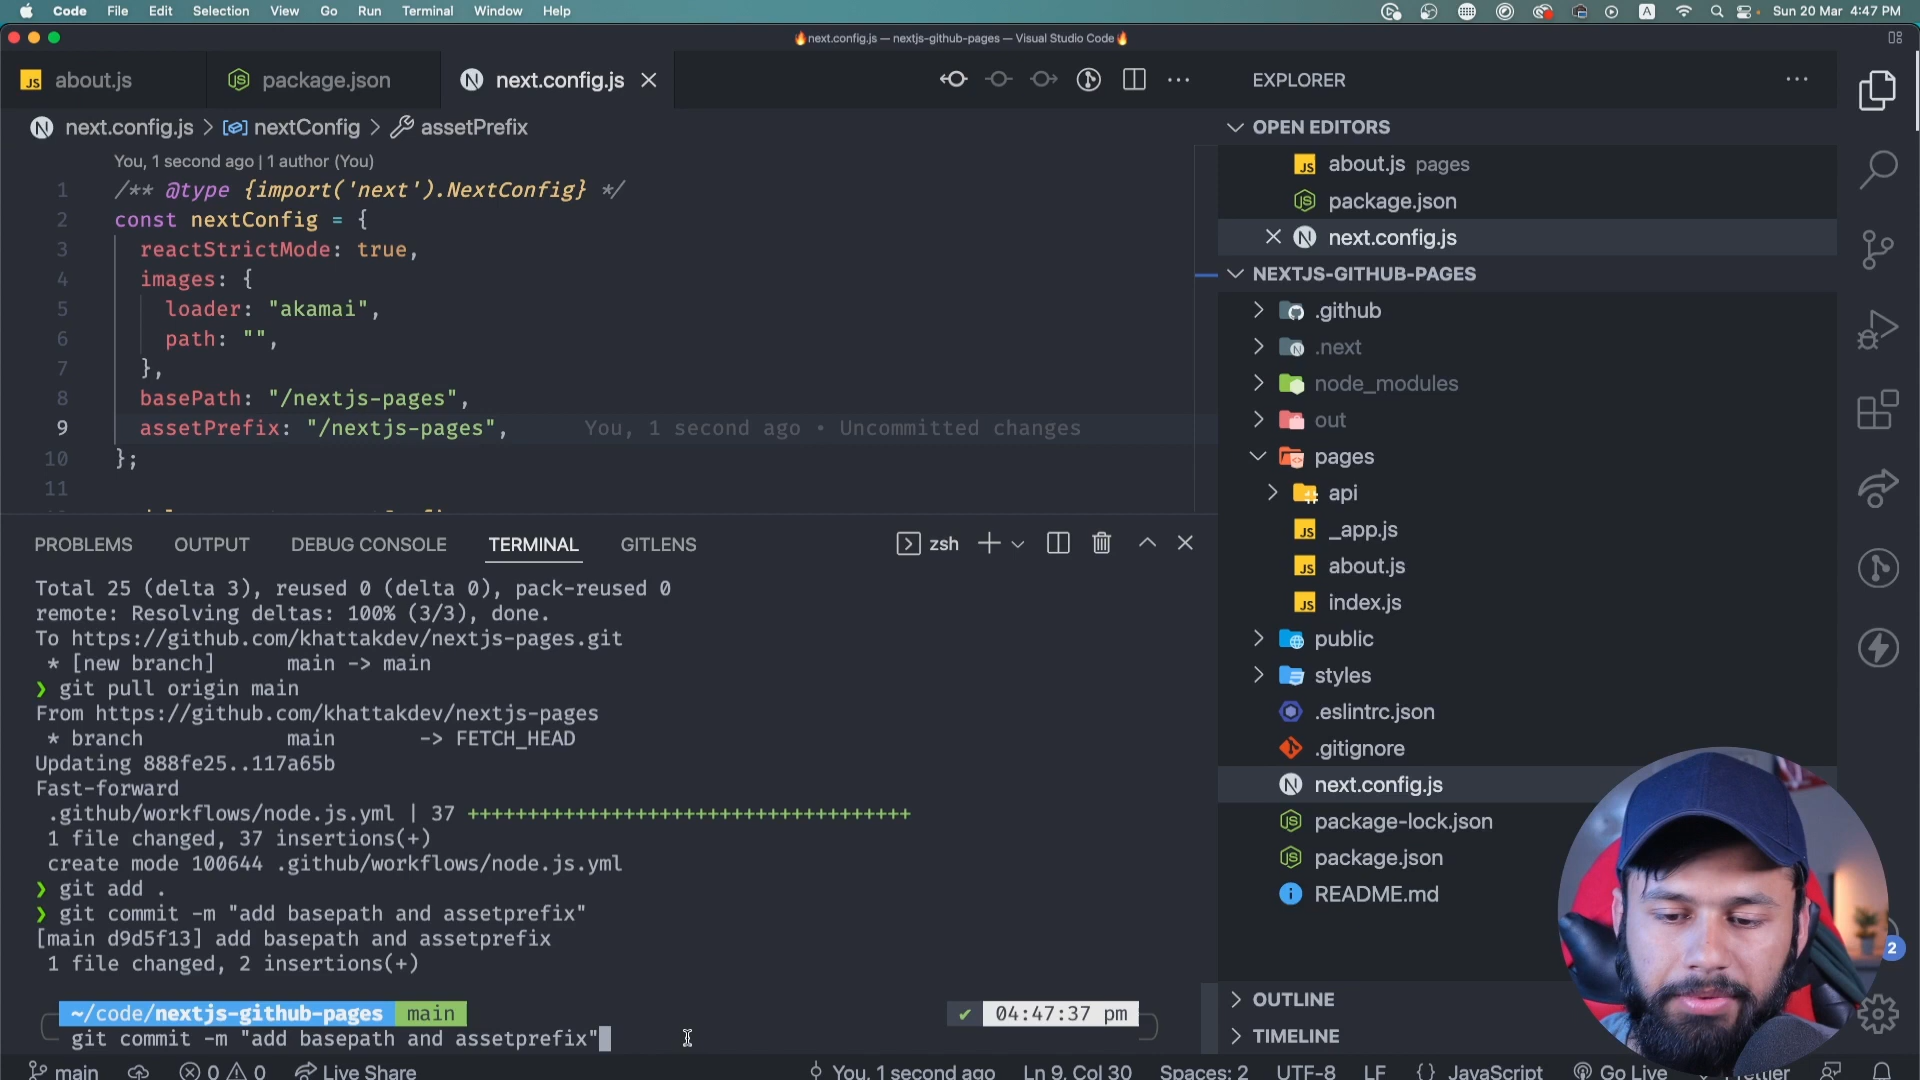 Code File Edit Selection View Go Run Terminal Window Help
A Sun 20 Mar 4:47 PM
🔥next.config.js — nextjs-github-pages — Visual Studio Code🔥
JS about.js
package.json
N next.config.js
EXPLORER
N next.config.js > nextConfig > assetPrefix
You, 1 second ago | 1 author (You)
1 /** @type {import('next').NextConfig} */
2 const nextConfig = {
3 reactStrictMode: true,
4 images: {
5 loader: "akamai",
6 path: "",
7 },
8 basePath: "/nextjs-pages",
9 assetPrefix: "/nextjs-pages", You, 1 second ago • Uncommitted changes
10 };
11
PROBLEMS OUTPUT DEBUG CONSOLE TERMINAL GITLENS
zsh
Total 25 (delta 3), reused 0 (delta 0), pack-reused 0
remote: Resolving deltas: 100% (3/3), done.
To https://github.com/khattakdev/nextjs-pages.git
* [new branch] main -> main
❯ git pull origin main
From https://github.com/khattakdev/nextjs-pages
* branch main -> FETCH_HEAD
Updating 888fe25..117a65b
Fast-forward
.github/workflows/node.js.yml | 37 +++++++++++++++++++++++++++++++++++++
1 file changed, 37 insertions(+)
create mode 100644 .github/workflows/node.js.yml
❯ git add .
❯ git commit -m "add basepath and assetprefix"
[main d9d5f13] add basepath and assetprefix
1 file changed, 2 insertions(+)
~/code/nextjs-github-pages main ✔ 04:47:37 pm
git commit -m "add basepath and assetprefix"
OPEN EDITORS
JS about.js pages
package.json
N next.config.js
NEXTJS-GITHUB-PAGES
.github
.next
node_modules
out
pages
api
JS _app.js
JS about.js
JS index.js
public
styles
.eslintrc.json
.gitignore
N next.config.js
package-lock.json
package.json
README.md
OUTLINE
TIMELINE
2
main 0 0 Live Share You, 1 second ago Ln 9, Col 30 Spaces: 2 UTF-8 LF {} JavaScript Go Live